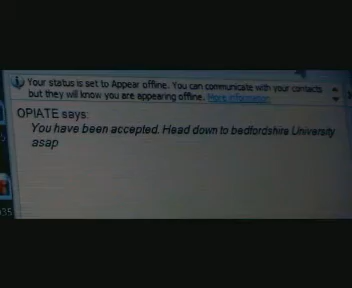 Your status is set to Appear offline. You can communicate with your contacts
but they will know you are appearing offline. More information
OPIATE says:
You have been accepted. Head down to bedfordshire University
asap
035